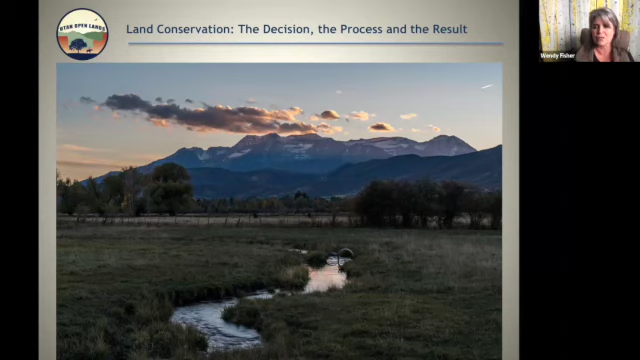 UTAH OPEN LANDS
Land Conservation: The Decision, the Process and the Result
Wendy Fisher